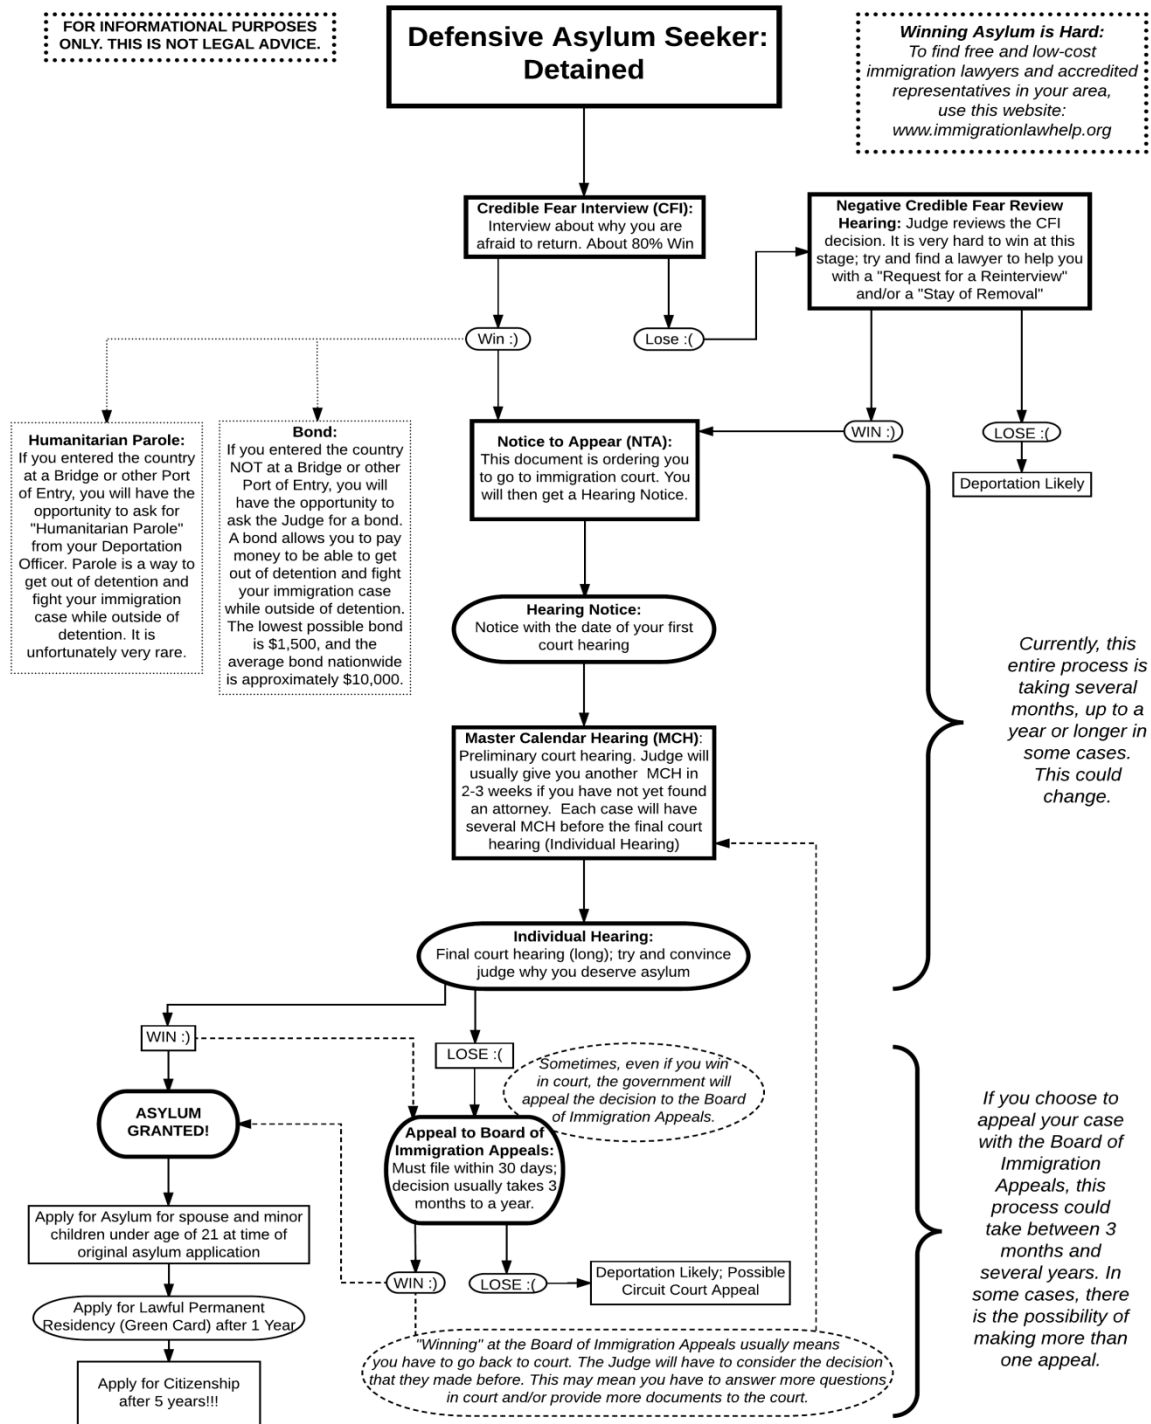 FOR INFORMATIONAL PURPOSES
ONLY. THIS IS NOT LEGAL ADVICE.
Defensive Asylum Seeker:
Detained
Winning Asylum is Hard:
To find free and low-cost
immigration lawyers and accredited
representatives in your area,
use this website:
www.immigrationlawhelp.org
Credible Fear Interview (CFI):
Interview about why you are
afraid to return. About 80% Win
Negative Credible Fear Review
Hearing: Judge reviews the CFI
decision. It is very hard to win at this
stage; try and find a lawyer to help you
with a "Request for a Reinterview"
and/or a "Stay of Removal"
Win :)
Lose :(
WIN :)
LOSE :(
Deportation Likely
Humanitarian Parole:
If you entered the country
at a Bridge or other Port
of Entry, you will have the
opportunity to ask for
"Humanitarian Parole"
from your Deportation
Officer. Parole is a way to
get out of detention and
fight your immigration
case while outside of
detention. It is
unfortunately very rare.
Bond:
If you entered the country
NOT at a Bridge or other
Port of Entry, you will
have the opportunity to
ask the Judge for a bond.
A bond allows you to pay
money to be able to get
out of detention and fight
your immigration case
while outside of detention.
The lowest possible bond
is $1,500, and the
average bond nationwide
is approximately $10,000.
Notice to Appear (NTA):
This document is ordering you
to go to immigration court. You
will then get a Hearing Notice.
Hearing Notice:
Notice with the date of your first
court hearing
Master Calendar Hearing (MCH):
Preliminary court hearing. Judge will
usually give you another MCH in
2-3 weeks if you have not yet found
an attorney. Each case will have
several MCH before the final court
hearing (Individual Hearing)
Currently, this
entire process is
taking several
months, up to a
year or longer in
some cases.
This could
change.
Individual Hearing:
Final court hearing (long); try and convince
judge why you deserve asylum
WIN :)
LOSE :(
Sometimes, even if you win
in court, the government will
appeal the decision to the Board
of Immigration Appeals.
ASYLUM
GRANTED!
Appeal to Board of
Immigration Appeals:
Must file within 30 days;
decision usually takes 3
months to a year.
Apply for Asylum for spouse and minor
children under age of 21 at time of
original asylum application
WIN :)
LOSE :(
Deportation Likely; Possible
Circuit Court Appeal
Apply for Lawful Permanent
Residency (Green Card) after 1 Year
Apply for Citizenship
after 5 years!!!
"Winning" at the Board of Immigration Appeals usually means
you have to go back to court. The Judge will have to consider the decision
that they made before. This may mean you have to answer more questions
in court and/or provide more documents to the court.
If you choose to
appeal your case
with the Board of
Immigration
Appeals, this
process could
take between 3
months and
several years. In
some cases, there
is the possibility of
making more than
one appeal.